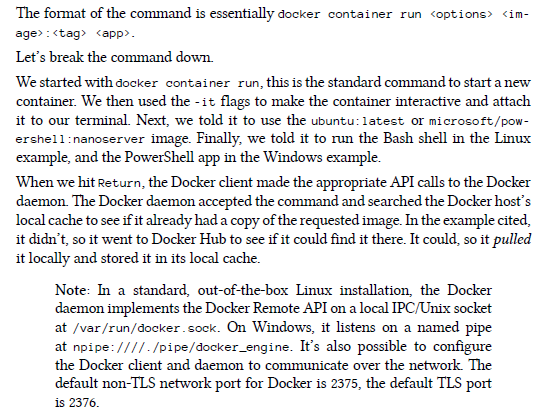 The format of the command is essentially docker container run <options> <im-
age>:<tag> <app>.
Let's break the command down.
We started with docker container run, this is the standard command to start a new
container. We then used the -it flags to make the container interactive and attach
it to our terminal. Next, we told it to use the ubuntu:latest or microsoft/pow-
ershell:nanoserver image. Finally, we told it to run the Bash shell in the Linux
example, and the PowerShell app in the Windows example.
When we hit Return, the Docker client made the appropriate API calls to the Docker
daemon. The Docker daemon accepted the command and searched the Docker host's
local cache to see if it already had a copy of the requested image. In the example cited,
it didn't, so it went to Docker Hub to see if it could find it there. It could, so it pulled
it locally and stored it in its local cache.
Note: In a standard, out-of-the-box Linux installation, the Docker
daemon implements the Docker Remote API on a local IPC/Unix socket
at /var/run/docker.sock. On Windows, it listens on a named pipe
at npipe:////./pipe/docker_engine. It's also possible to configure
the Docker client and daemon to communicate over the network. The
default non-TLS network port for Docker is 2375, the default TLS port
is 2376.